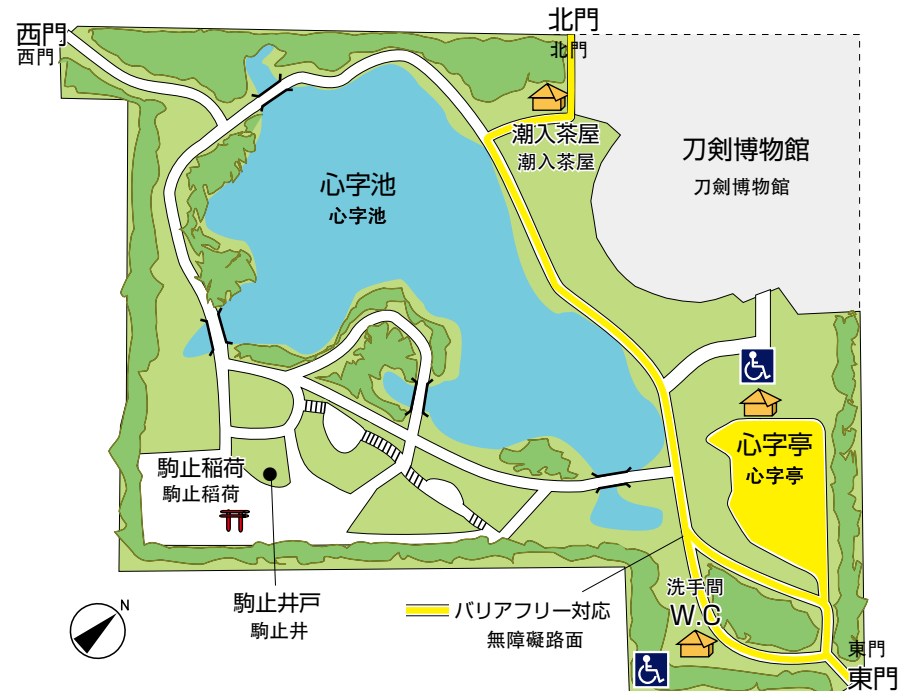 北門
北門
西門
西門
潮入茶屋
潮入茶屋
刀剣博物館
刀劍博物館
心字池
心字池
心字亭
心字亭
駒止稲荷
駒止稲荷
駒止井戸
駒止井
バリアフリー対応
無障礙路面
洗手間
W.C
東門
東門
N